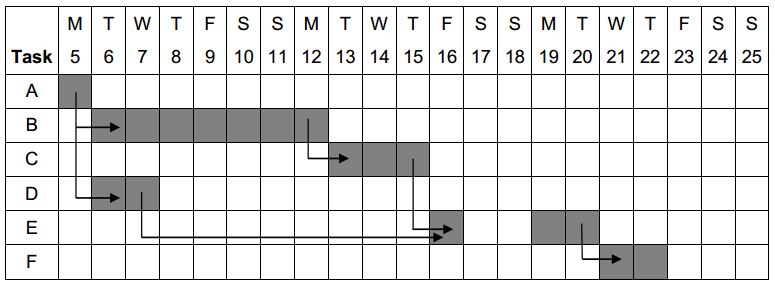 M T W T F S S M T W T F S S M T W T F S S
Task 5 6 7 8 9 10 11 12 13 14 15 16 17 18 19 20 21 22 23 24 25
A
B
C
D
E
F